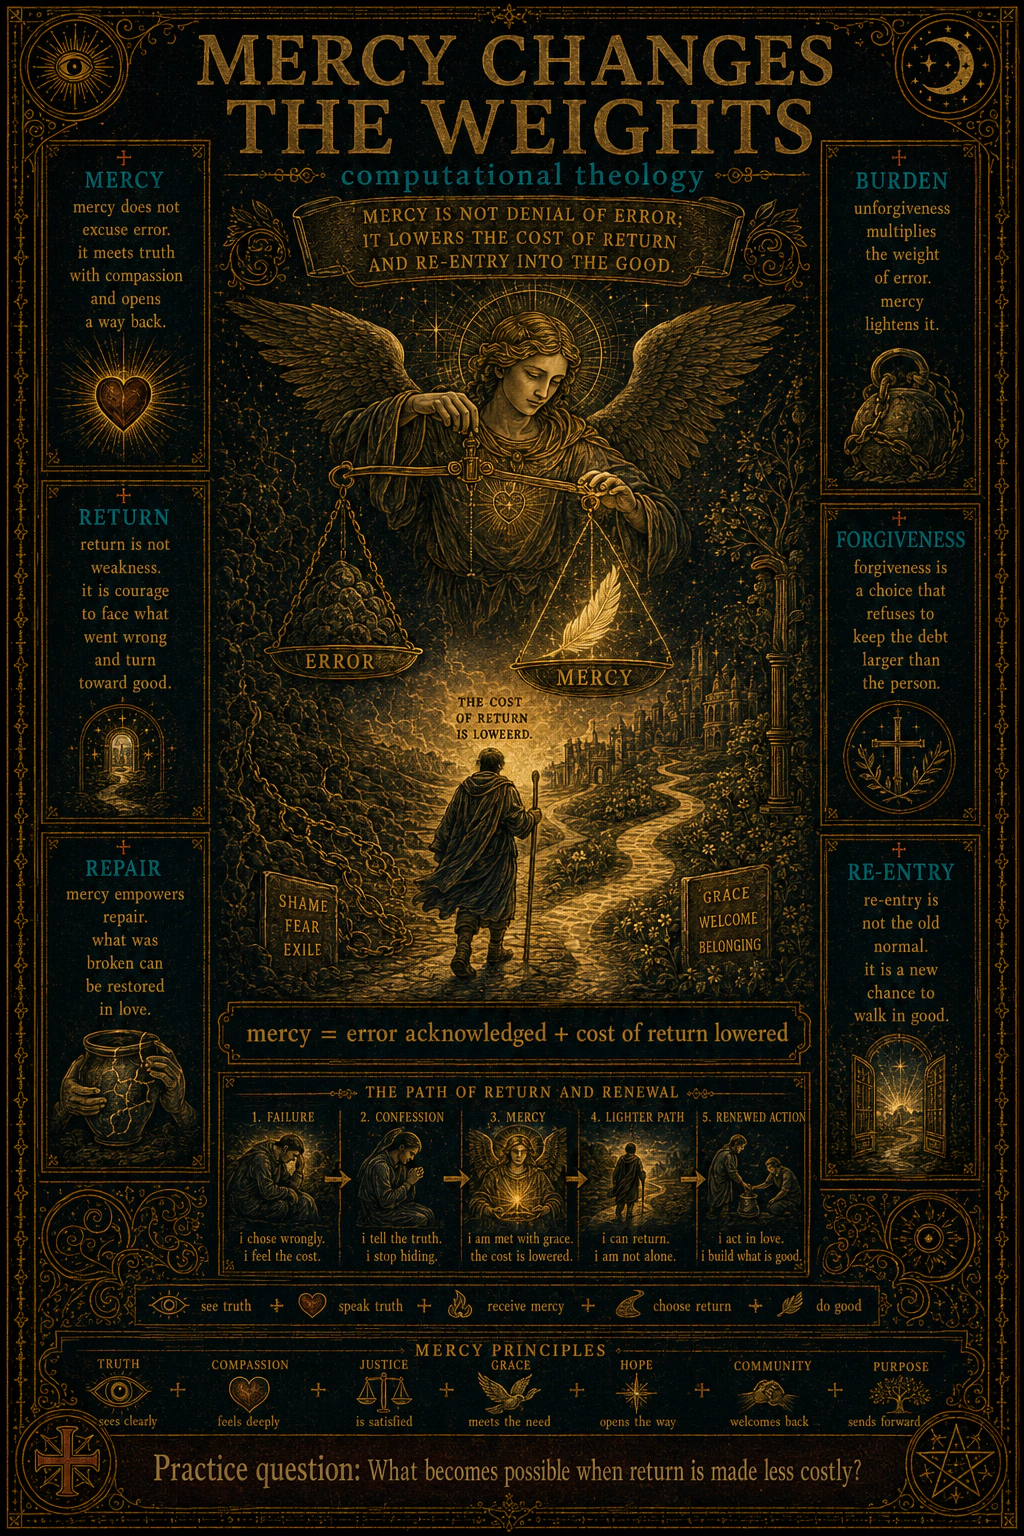 MERCY CHANGES
THE WEIGHTS
computational theology
MERCY IS NOT DENIAL OF ERROR;
IT LOWERS THE COST OF RETURN
AND RE-ENTRY INTO THE GOOD.
MERCY
mercy does not
excuse error.
it meets truth
with compassion
and opens
a way back.
RETURN
return is not
weakness.
it is courage
to face what
went wrong
and turn
toward good.
REPAIR
mercy empowers
repair.
what was
broken can
be restored
in love.
ERROR
MERCY
THE COST
OF RETURN
IS LOWEERD.
SHAME
FEAR
EXILE
GRACE
WELCOME
BELONGING
BURDEN
unforgiveness
multiplies
the weight
of error.
mercy
lightens it.
FORGIVENESS
forgiveness is
a choice that
refuses to
keep the debt
larger than
the person.
RE-ENTRY
re-entry is
not the old
normal.
it is a new
chance to
walk in good.
mercy = error acknowledged + cost of return lowered
THE PATH OF RETURN AND RENEWAL
1. FAILURE
i chose wrongly.
i feel the cost.
2. CONFESSION
i tell the truth.
i stop hiding.
3. MERCY
i am met with grace.
the cost is lowered.
4. LIGHTER PATH
i can return.
i am not alone.
5. RENEWED ACTION
i act in love.
i build what is good.
see truth + speak truth + receive mercy + choose return + do good
MERCY PRINCIPLES
TRUTH
sees clearly
+
COMPASSION
feels deeply
+
JUSTICE
is satisfied
+
GRACE
meets the need
+
HOPE
opens the way
+
COMMUNITY
welcomes back
+
PURPOSE
sends forward
Practice question: What becomes possible when return is made less costly?